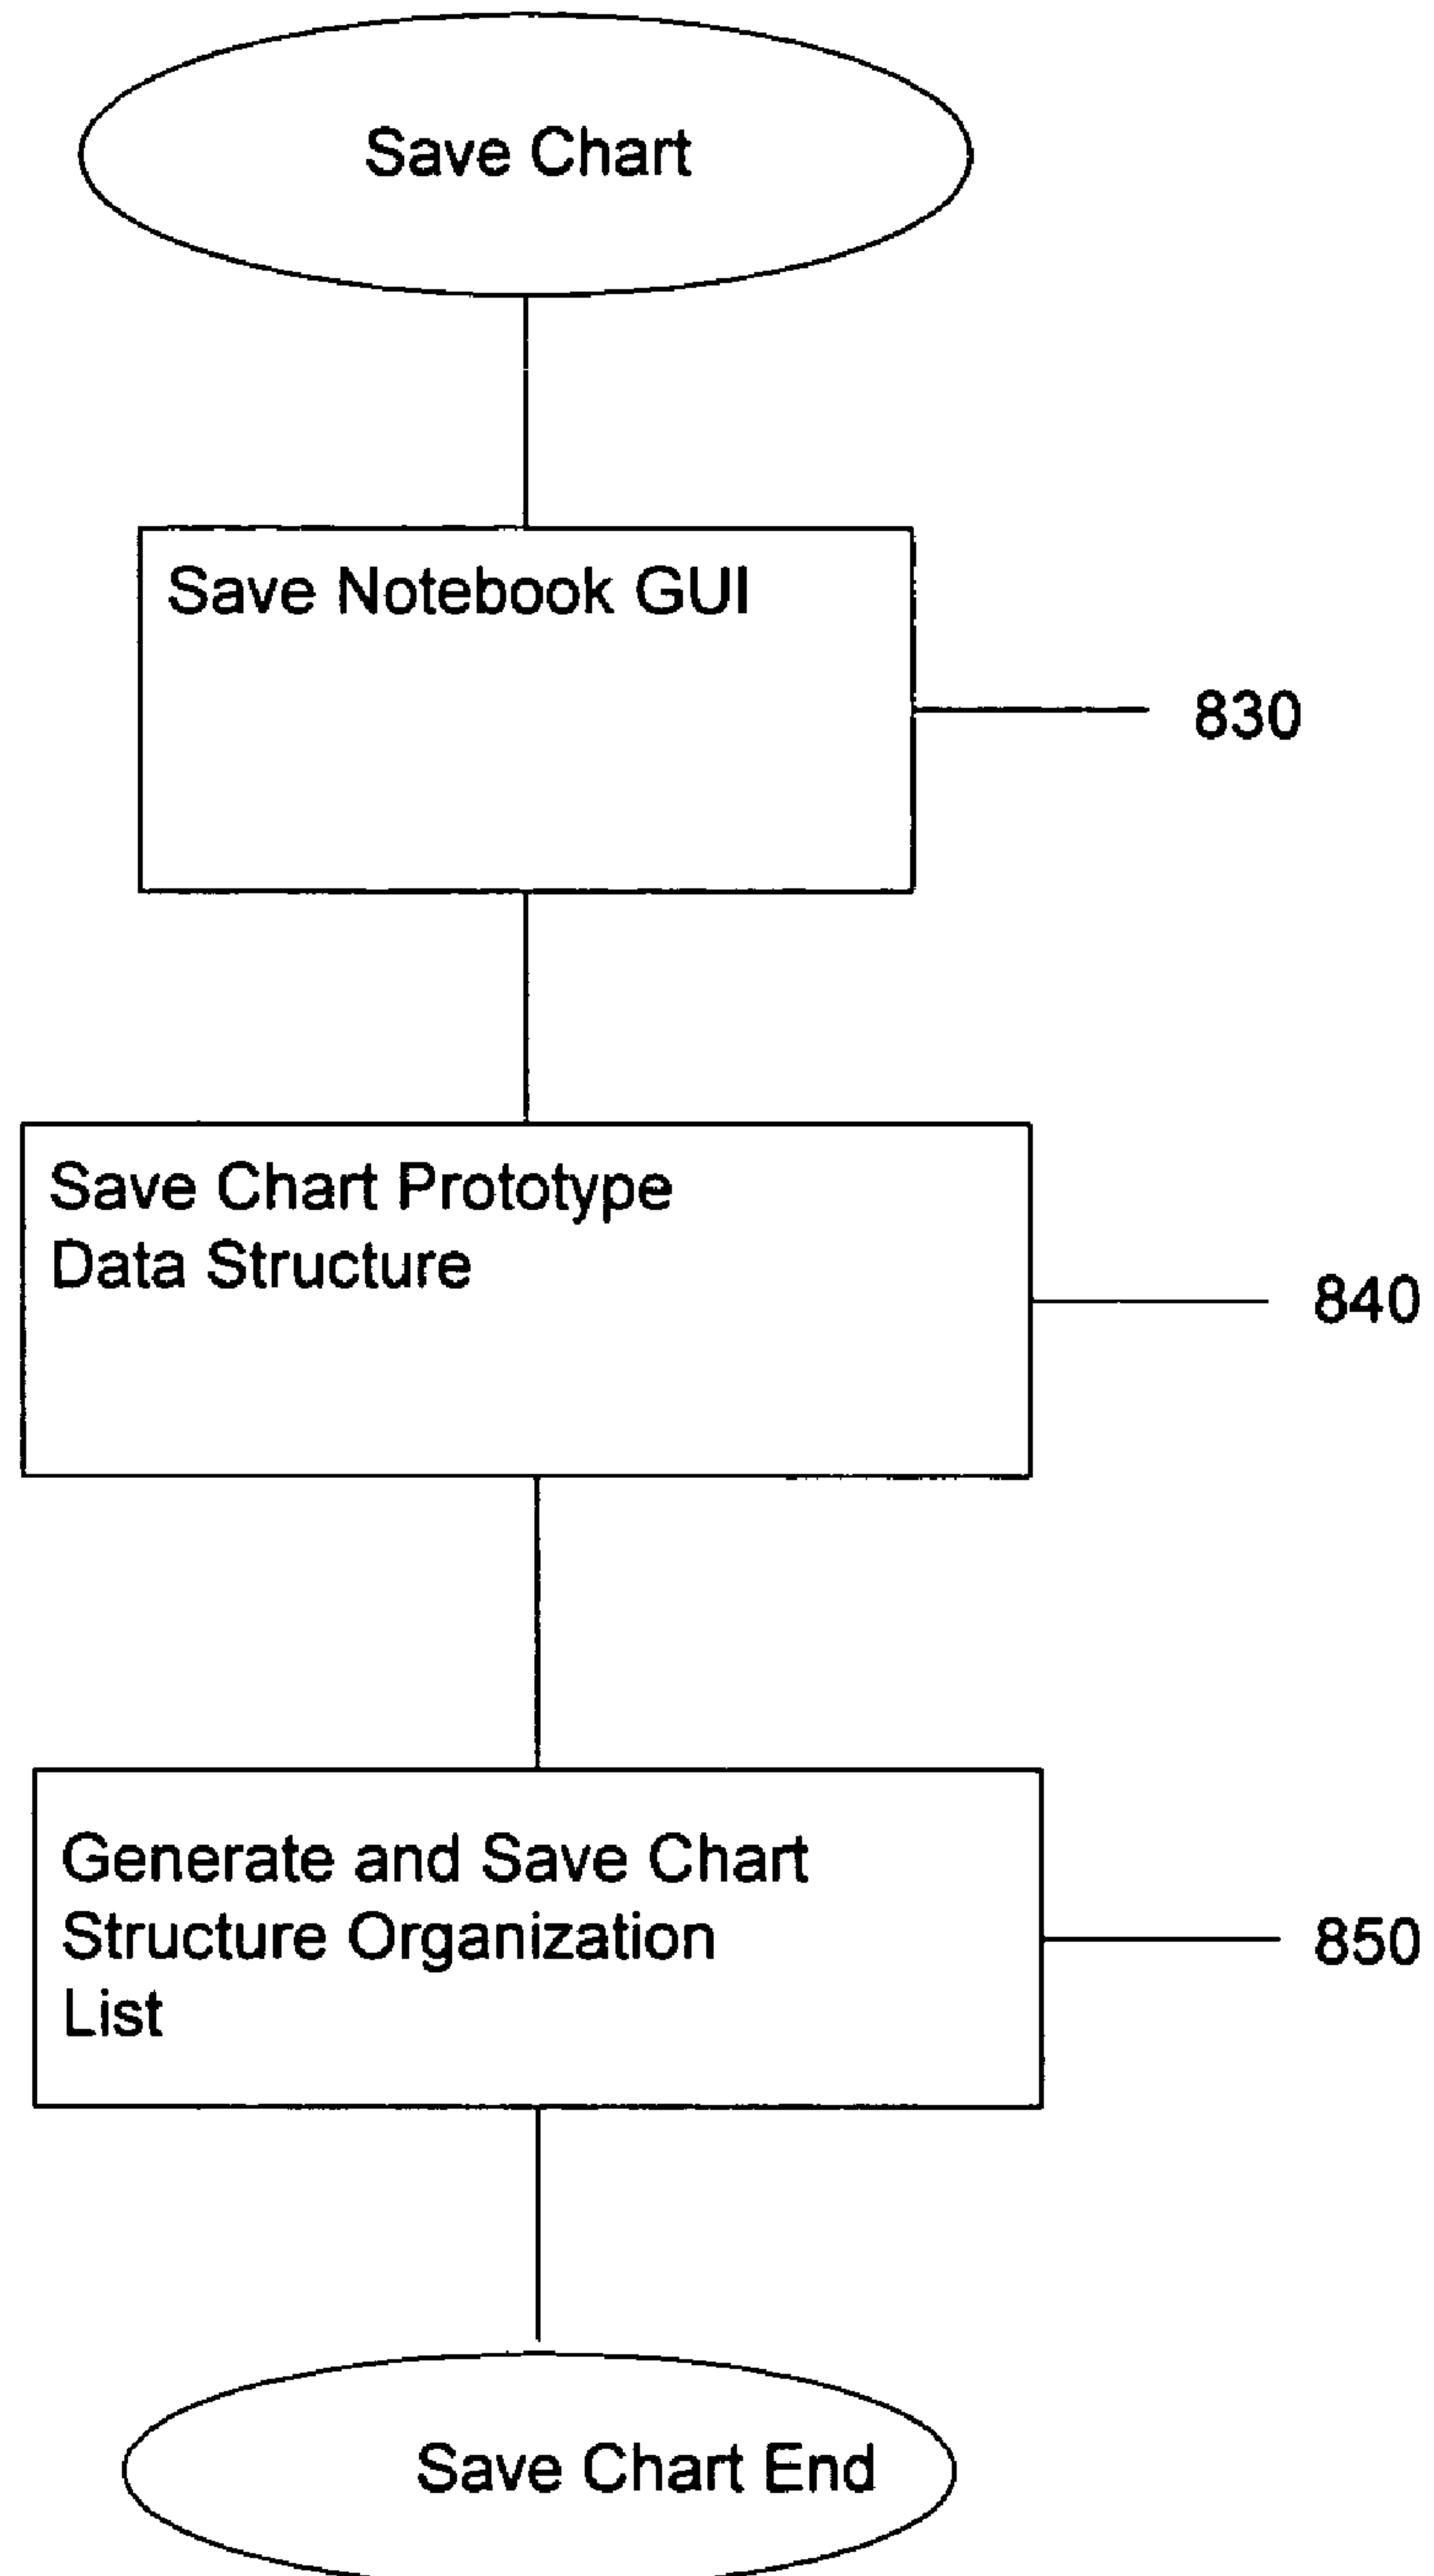 Save Chart
Save Notebook GUI
830
Save Chart Prototype
Data Structure
840
Generate and Save Chart
Structure Organization
List
850
Save Chart End